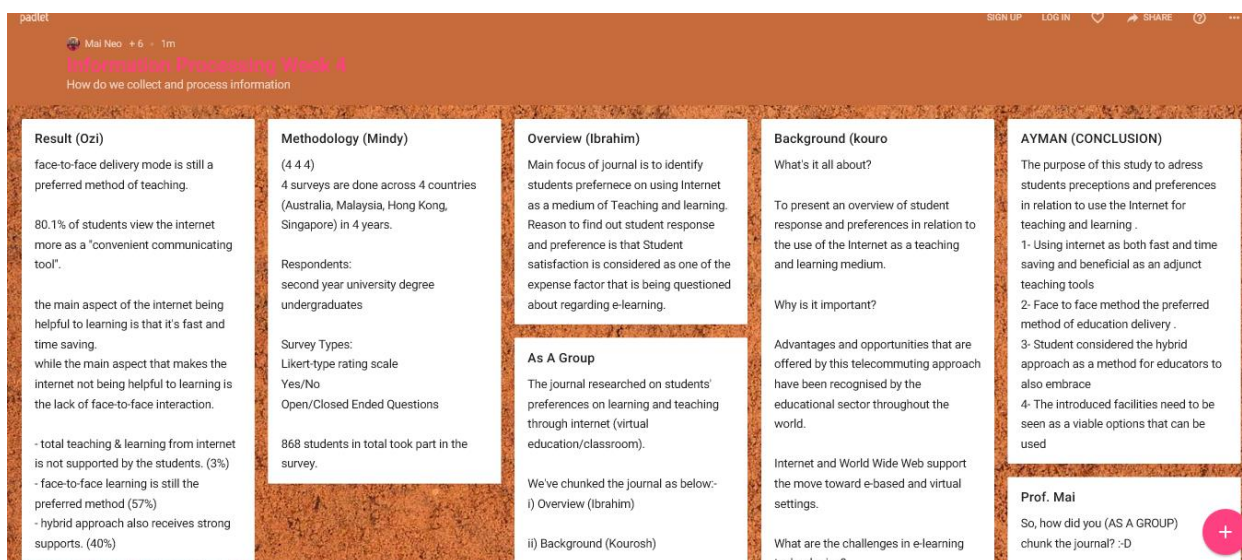 padlet
SIGN UP LOG IN SHARE
Mai Neo +6 · 1m
Information Processing Week 4
How do we collect and process information
Result (Ozi)
face-to-face delivery mode is still a
preferred method of teaching.
80.1% of students view the internet
more as a "convenient communicating
tool".
the main aspect of the internet being
helpful to learning is that it's fast and
time saving.
while the main aspect that makes the
internet not being helpful to learning is
the lack of face-to-face interaction.
- total teaching & learning from internet
is not supported by the students. (3%)
- face-to-face learning is still the
preferred method (57%)
- hybrid approach also receives strong
supports. (40%)
Methodology (Mindy)
(4 4 4)
4 surveys are done across 4 countries
(Australia, Malaysia, Hong Kong,
Singapore) in 4 years.
Respondents:
second year university degree
undergraduates
Survey Types:
Likert-type rating scale
Yes/No
Open/Closed Ended Questions
868 students in total took part in the
survey.
Overview (Ibrahim)
Main focus of journal is to identify
students prefernece on using Internet
as a medium of Teaching and learning.
Reason to find out student response
and preference is that Student
satisfaction is considered as one of the
expense factor that is being questioned
about regarding e-learning.
As A Group
The journal researched on students'
preferences on learning and teaching
through internet (virtual
education/classroom).
We've chunked the journal as below:-
i) Overview (Ibrahim)
ii) Background (Kourosh)
Background (kouro
What's it all about?
To present an overview of student
response and preferences in relation to
the use of the Internet as a teaching
and learning medium.
Why is it important?
Advantages and opportunities that are
offered by this telecommuting approach
have been recognised by the
educational sector throughout the
world.
Internet and World Wide Web support
the move toward e-based and virtual
settings.
What are the challenges in e-learning
AYMAN (CONCLUSION)
The purpose of this study to adress
students preceptions and preferences
in relation to use the Internet for
teaching and learning .
1- Using internet as both fast and time
saving and beneficial as an adjunct
teaching tools
2- Face to face method the preferred
method of education delivery .
3- Student considered the hybrid
approach as a method for educators to
also embrace
4- The introduced facilities need to be
seen as a viable options that can be
used
Prof. Mai
So, how did you (AS A GROUP)
chunk the journal? :-D